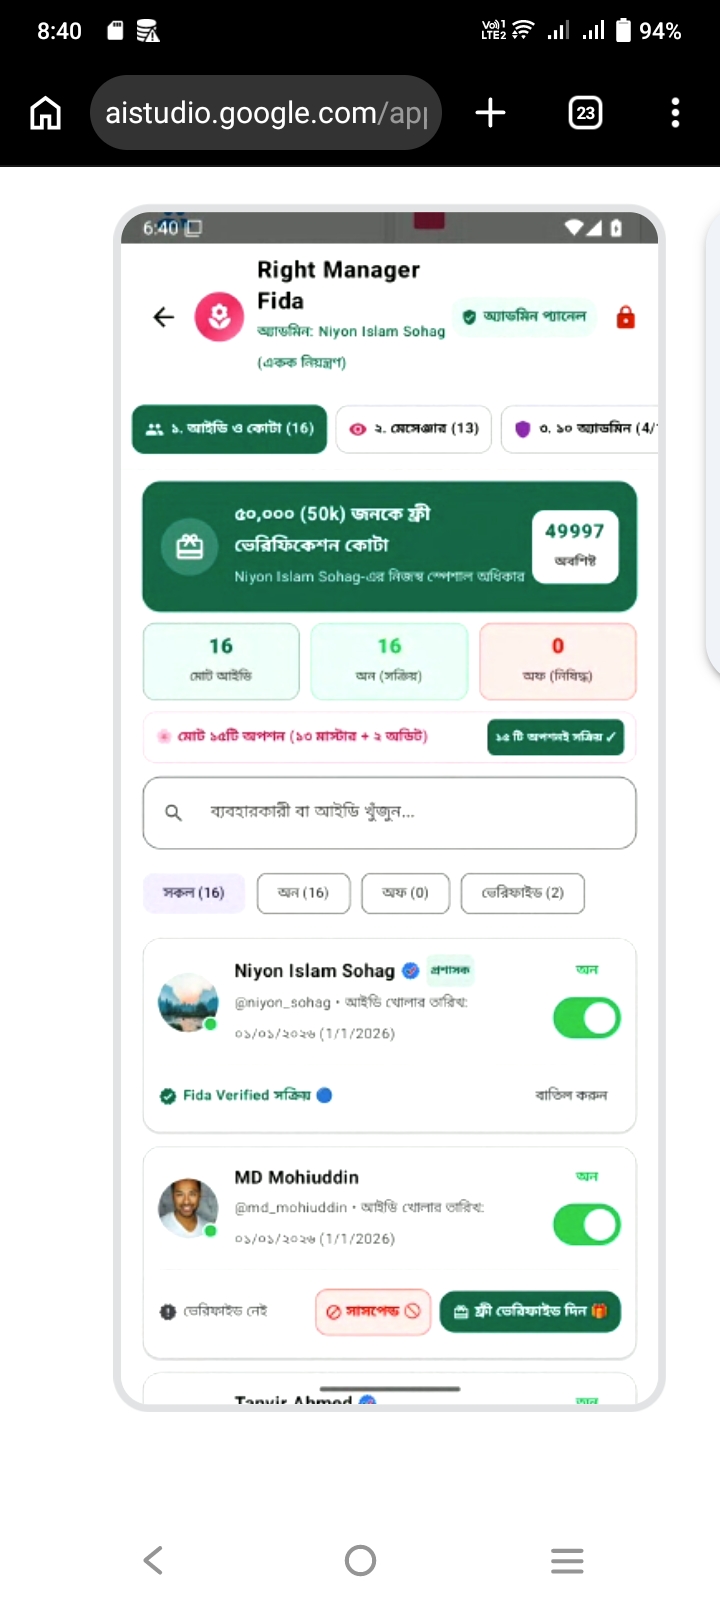 8:40
Vo)) 1
LTE2
94%
aistudio.google.com/app
23
6:40
Right Manager
Fida
অ্যাডমিন: Niyon Islam Sohag
(একক নিয়ন্ত্রণ)
অ্যাডমিন প্যানেল
১. আইডি ও কোটা (16)
২. মেসেঞ্জার (13)
৩. ১০ অ্যাডমিন (4/
৫০,০০০ (50k) জনকে ফ্রী
ভেরিফিকেশন কোটা
Niyon Islam Sohag-এর নিজস্ব স্পেশাল অধিকার
49997
অবশিষ্ট
16
মোট আইডি
16
অন (সক্রিয়)
0
অফ (নিষিদ্ধ)
মোট ১৫টি অপশন (১৩ মাস্টার + ২ অডিট)
১৫ টি অপশনই সক্রিয় ✓
ব্যবহারকারী বা আইডি খুঁজুন...
সকল (16)
অন (16)
অফ (0)
ভেরিফাইড (2)
Niyon Islam Sohag
প্রশাসক
অন
@niyon_sohag • আইডি খোলার তারিখ:
০১/০১/২০২৬ (1/1/2026)
Fida Verified সক্রিয়
বাতিল করুন
MD Mohiuddin
অন
@md_mohiuddin • আইডি খোলার তারিখ:
০১/০১/২০২৬ (1/1/2026)
ভেরিফাইড নেই
সাসপেন্ড
ফ্রী ভেরিফাইড দিন
Tanvir Ahmed
অন